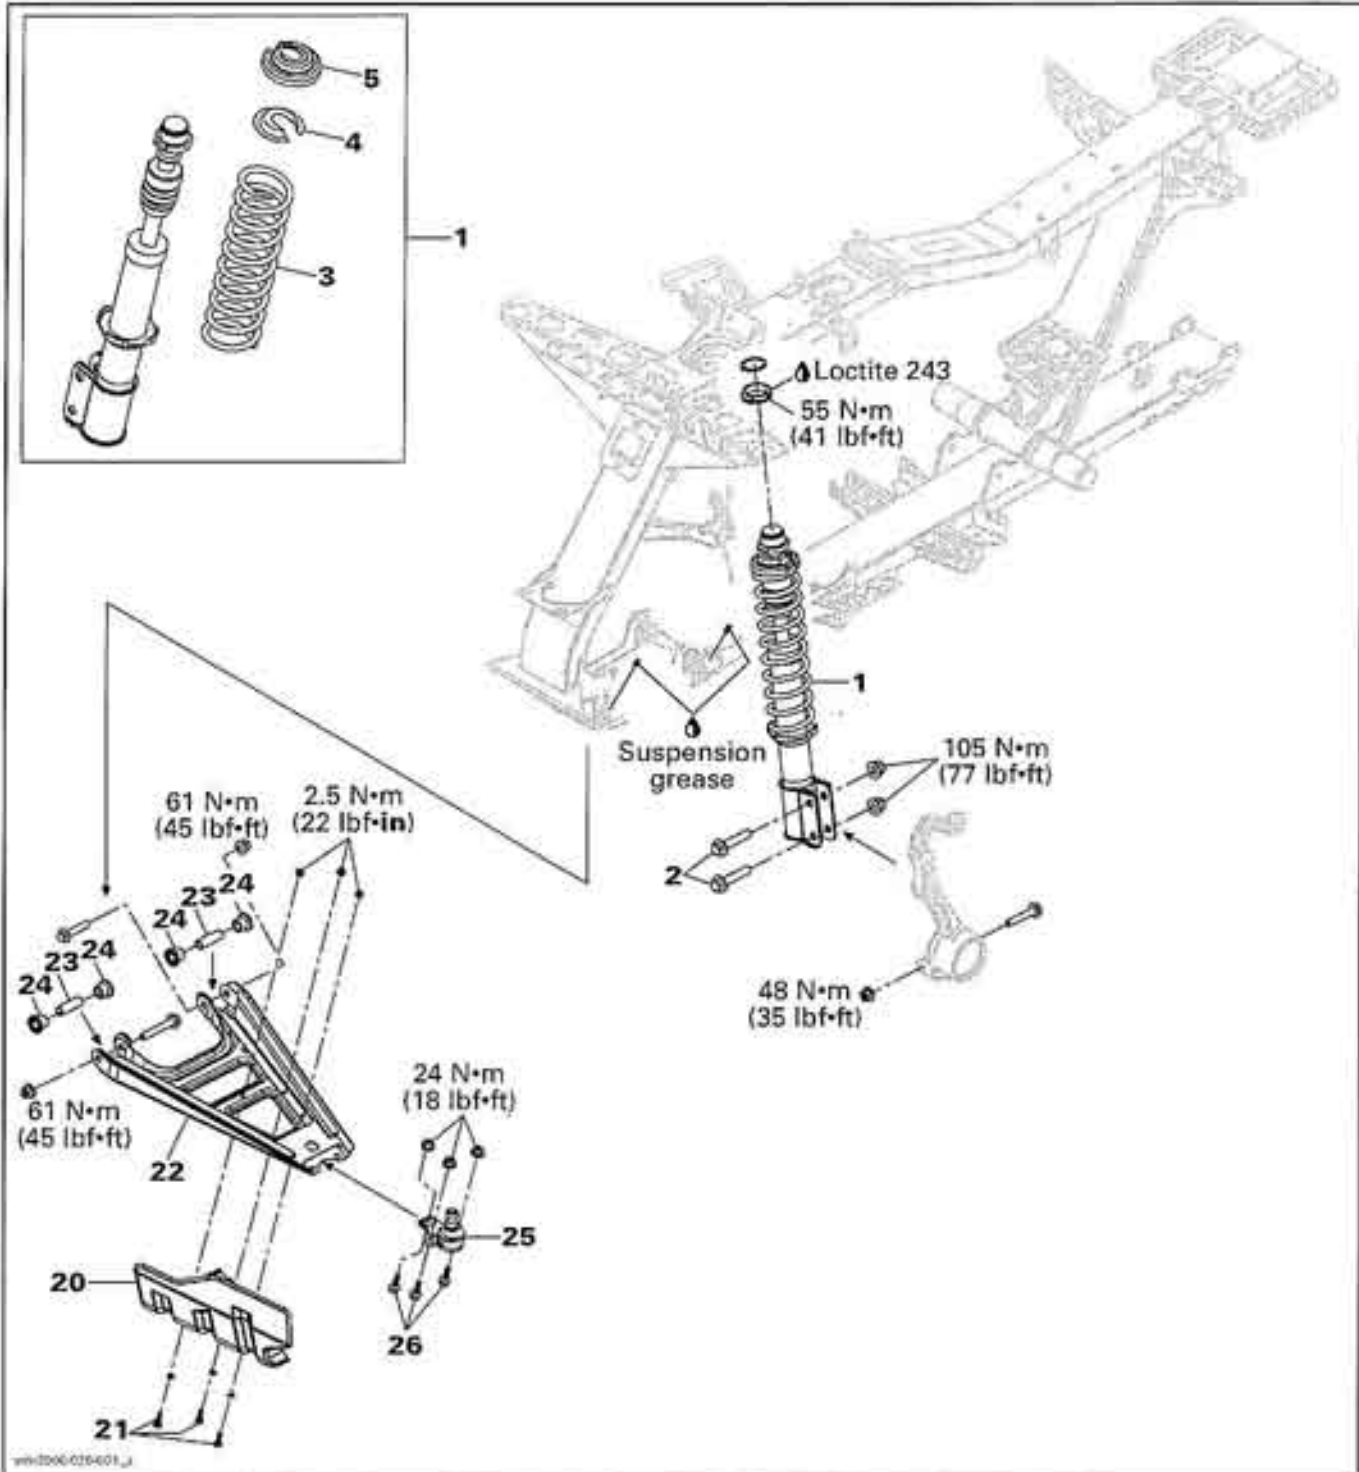 5
4
1
3
Loctite 243
55 N•m
(41 lbf•ft)
1
Suspension
grease
105 N•m
(77 lbf•ft)
61 N•m
(45 lbf•ft)
2.5 N•m
(22 lbf•in)
2
24
23
24
24
23
24
48 N•m
(35 lbf•ft)
61 N•m
(45 lbf•ft)
24 N•m
(18 lbf•ft)
22
25
20
26
21